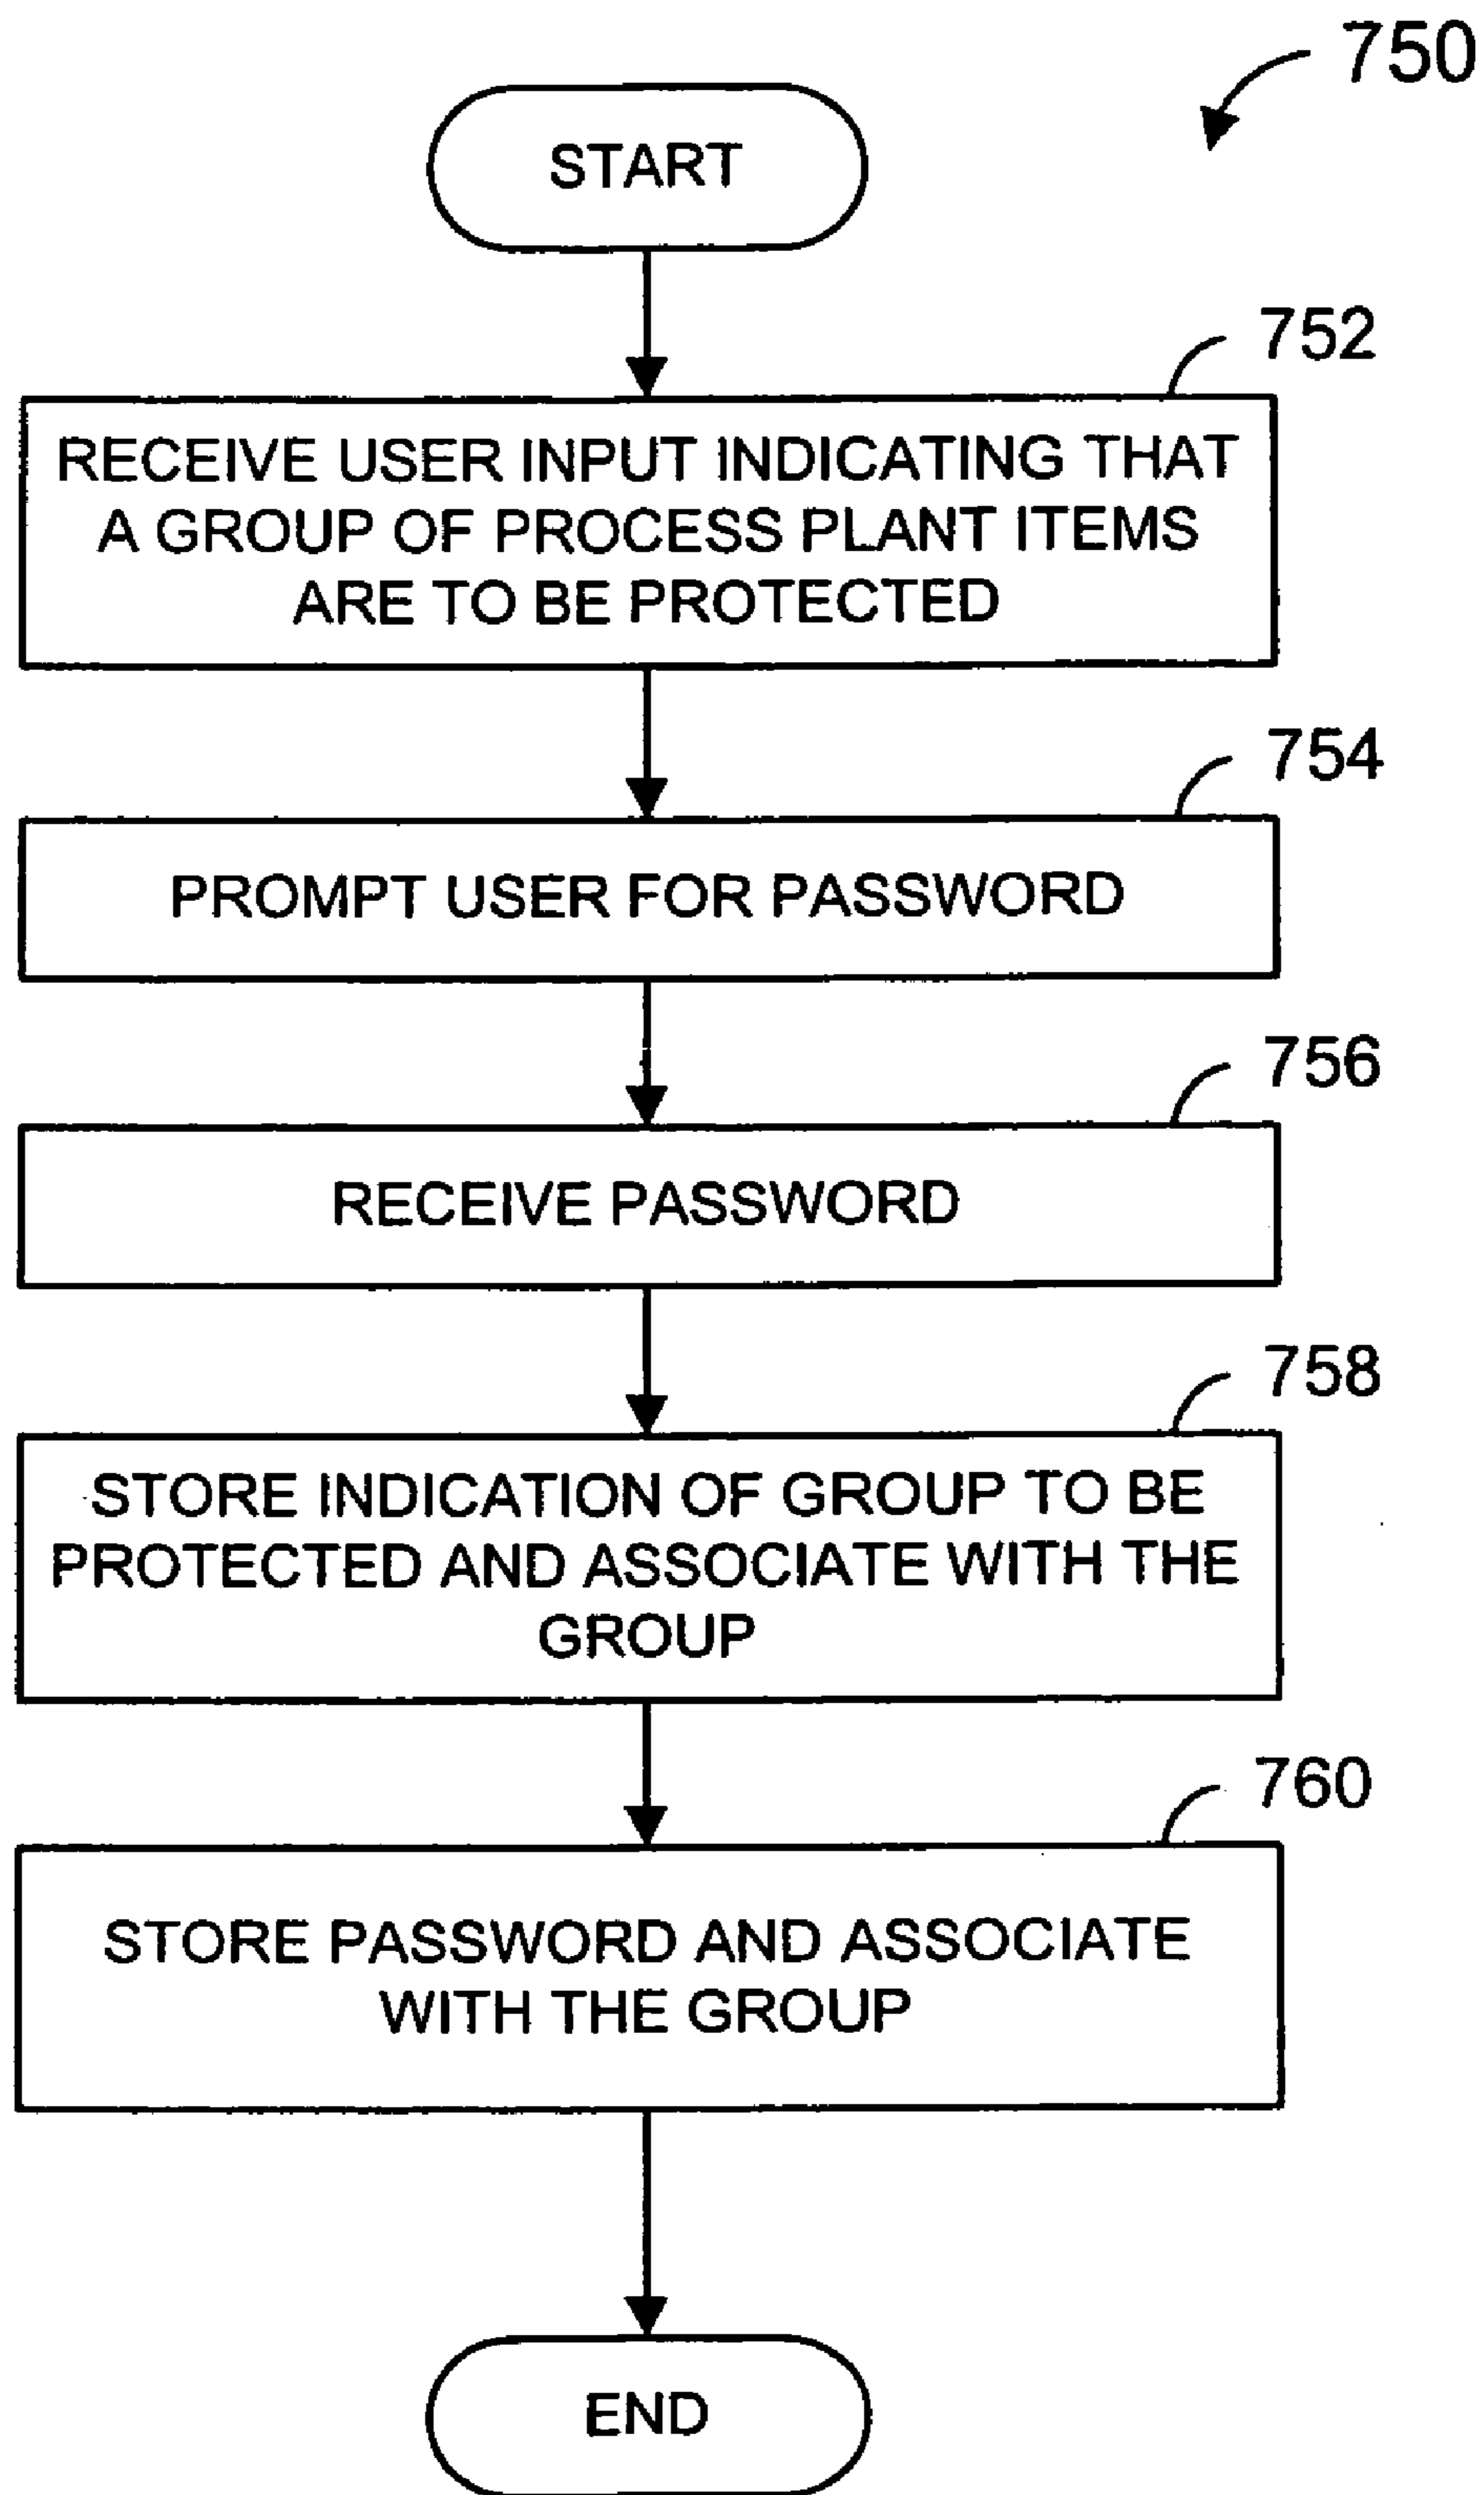 750
START
752
RECEIVE USER INPUT INDICATING THAT
A GROUP OF PROCESS PLANT ITEMS
ARE TO BE PROTECTED
754
PROMPT USER FOR PASSWORD
756
RECEIVE PASSWORD
758
STORE INDICATION OF GROUP TO BE
PROTECTED AND ASSOCIATE WITH THE
GROUP
760
STORE PASSWORD AND ASSOCIATE
WITH THE GROUP
END